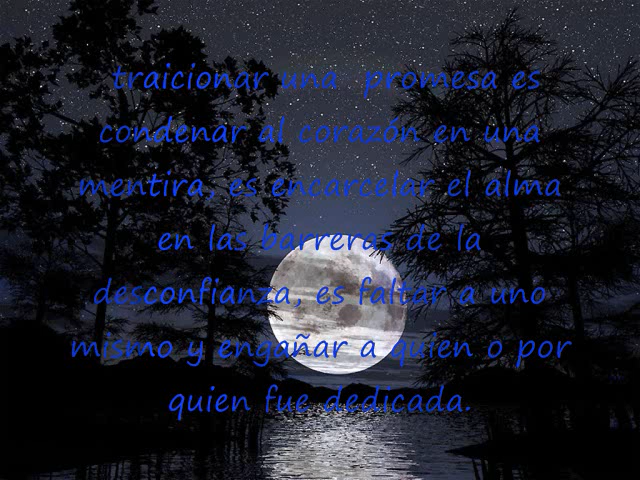 traicionar una promesa es
condenar al corazón en una
mentira, es encarcelar el alma
en las barreras de la
desconfianza, es faltar a uno
mismo y engañar a quien o por
quien fue dedicada.